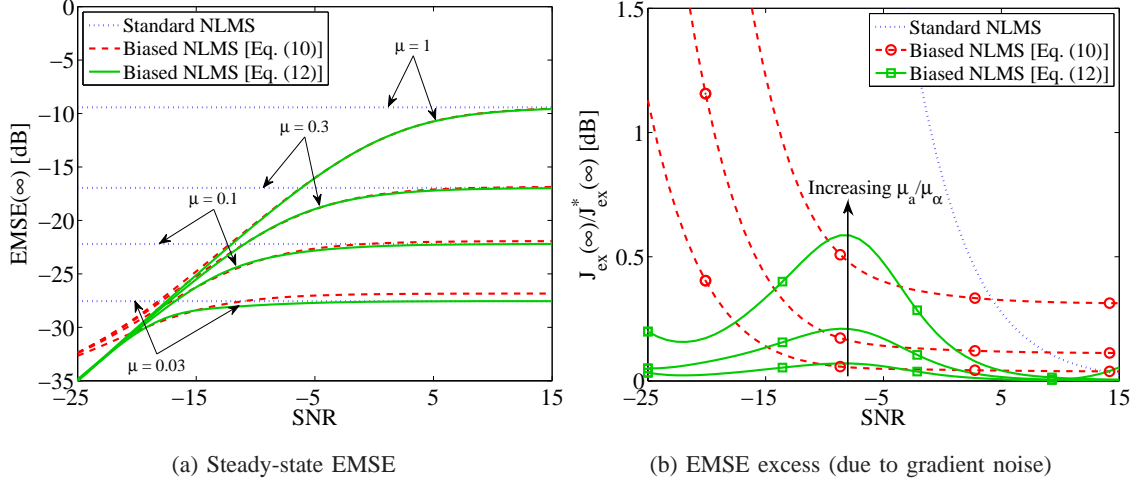 0
−5
−10
−15
−20
−25
−30
−35
EMSE(∞) [dB]
Standard NLMS
Biased NLMS [Eq. (10)]
Biased NLMS [Eq. (12)]
μ = 1
μ = 0.3
μ = 0.1
μ = 0.03
−25 −15 −5 5 15
SNR
(a) Steady-state EMSE
1.5
1
0.5
0
J_ex(∞)/J*_ex(∞) [dB]
Standard NLMS
Biased NLMS [Eq. (10)]
Biased NLMS [Eq. (12)]
Increasing μ_a/μ_α
−25 −15 −5 5 15
SNR
(b) EMSE excess (due to gradient noise)